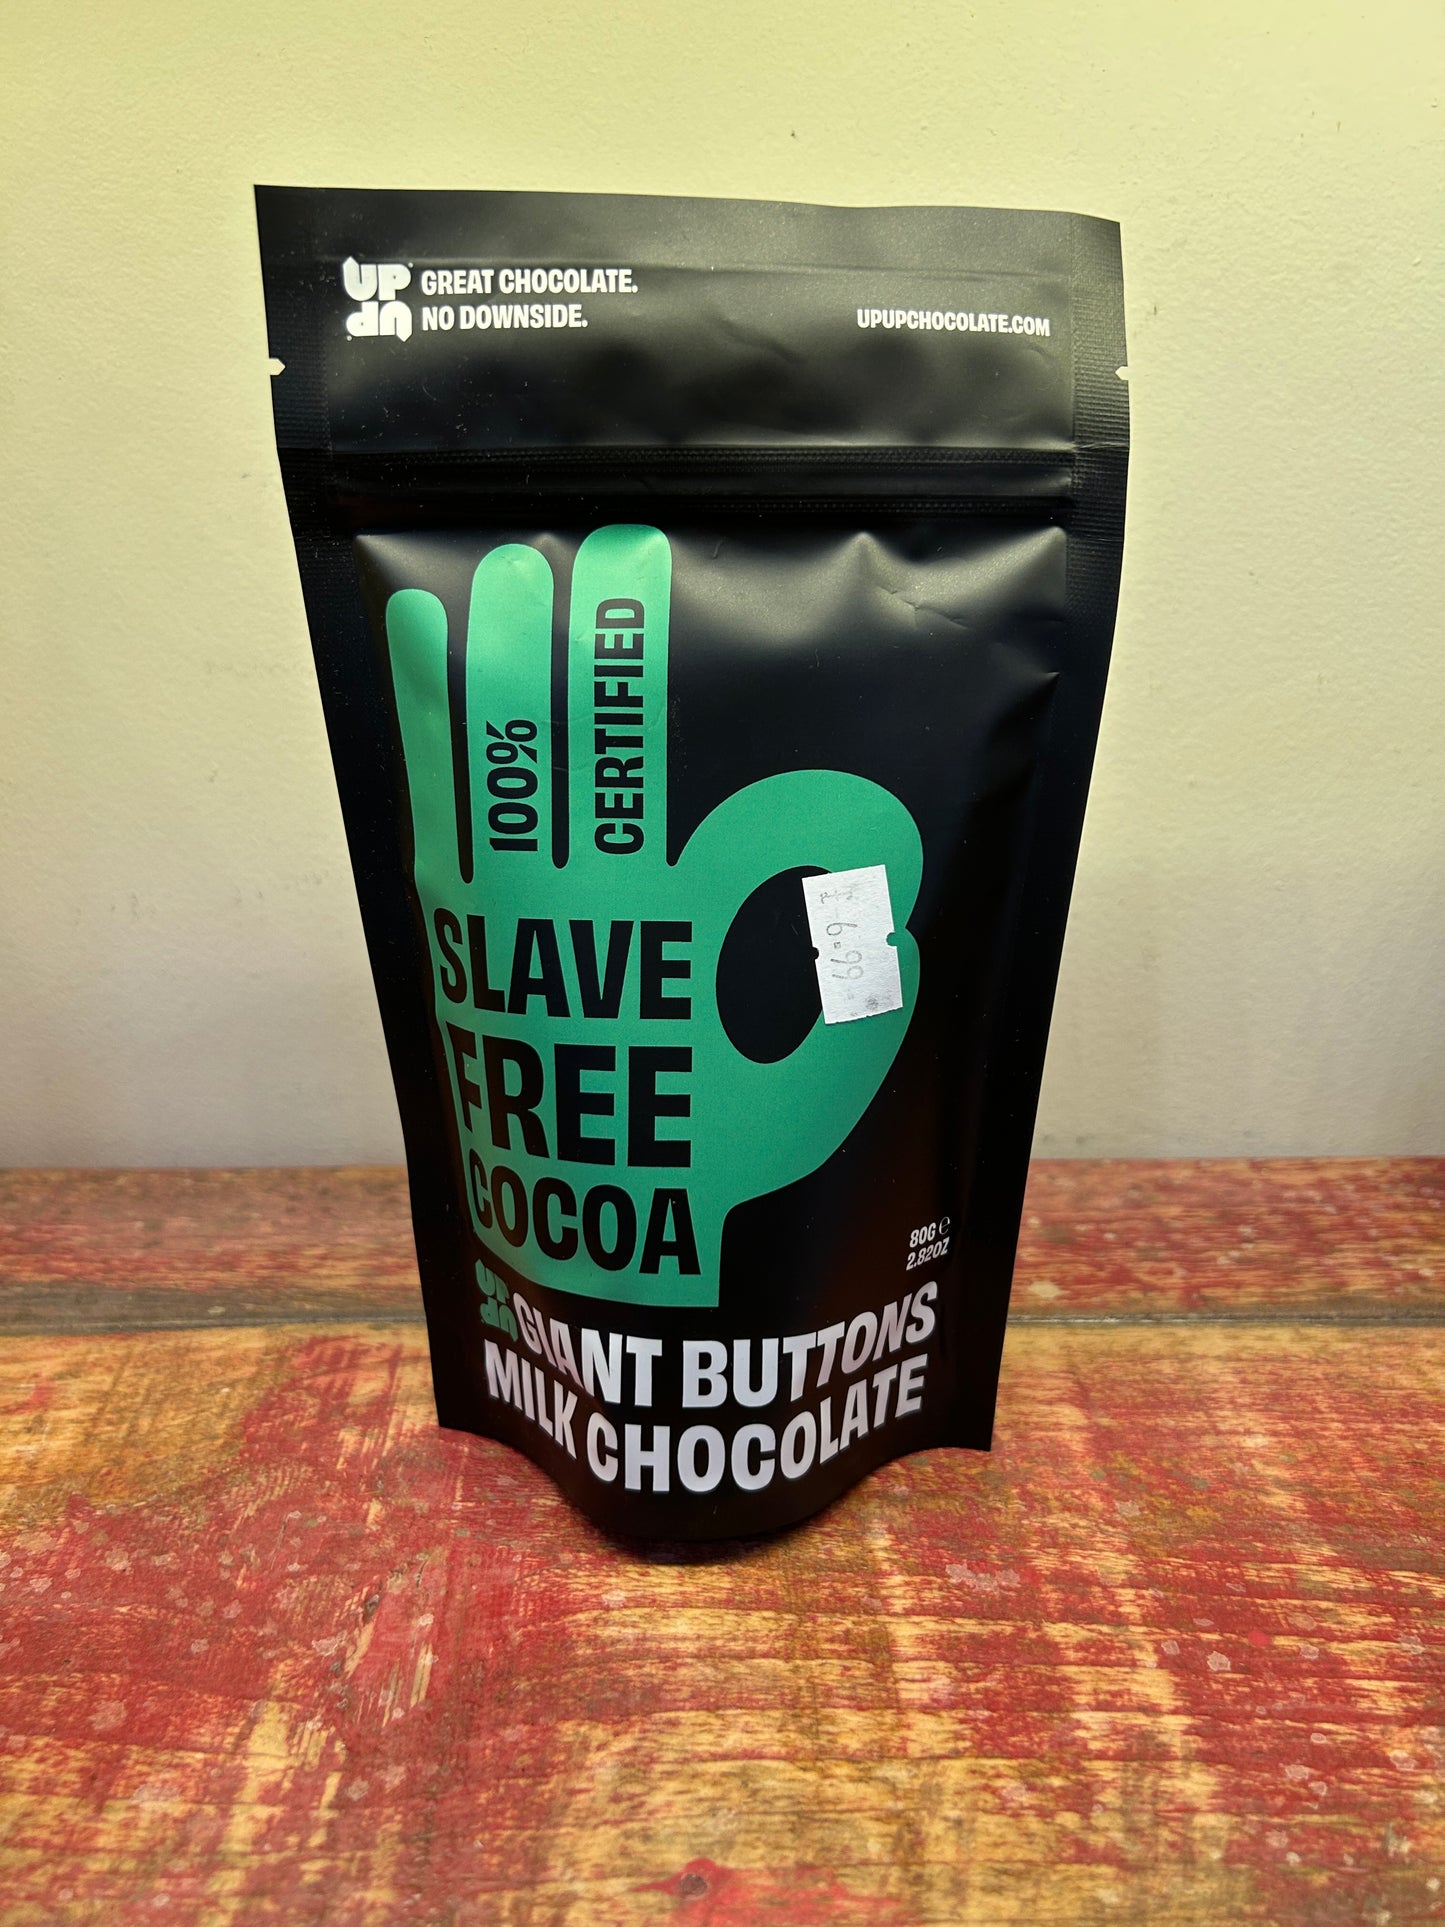 UP GREAT CHOCOLATE.
UP NO DOWNSIDE.
UPUPCHOCOLATE.COM
100%
CERTIFIED
SLAVE
FREE
COCOA
6.99
80G e
2.82OZ
UP
UP
GIANT BUTTONS
MILK CHOCOLATE